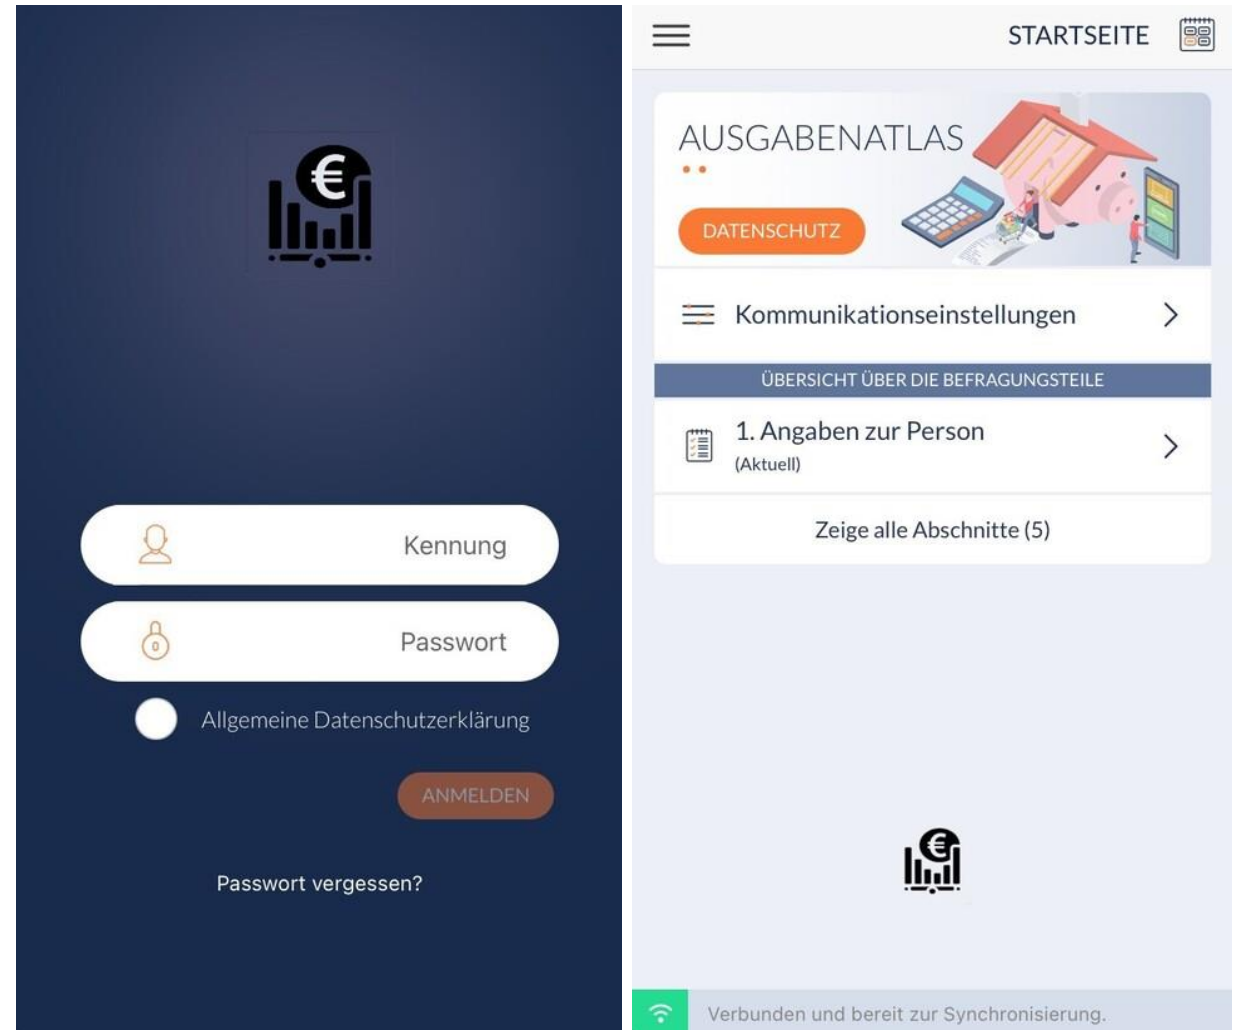 €
Kennung
Passwort
Allgemeine Datenschutzerklärung
ANMELDEN
Passwort vergessen?
STARTSEITE
AUSGABENATLAS
DATENSCHUTZ
Kommunikationseinstellungen
ÜBERSICHT ÜBER DIE BEFRAGUNGSTEILE
1. Angaben zur Person
(Aktuell)
Zeige alle Abschnitte (5)
€
Verbunden und bereit zur Synchronisierung.